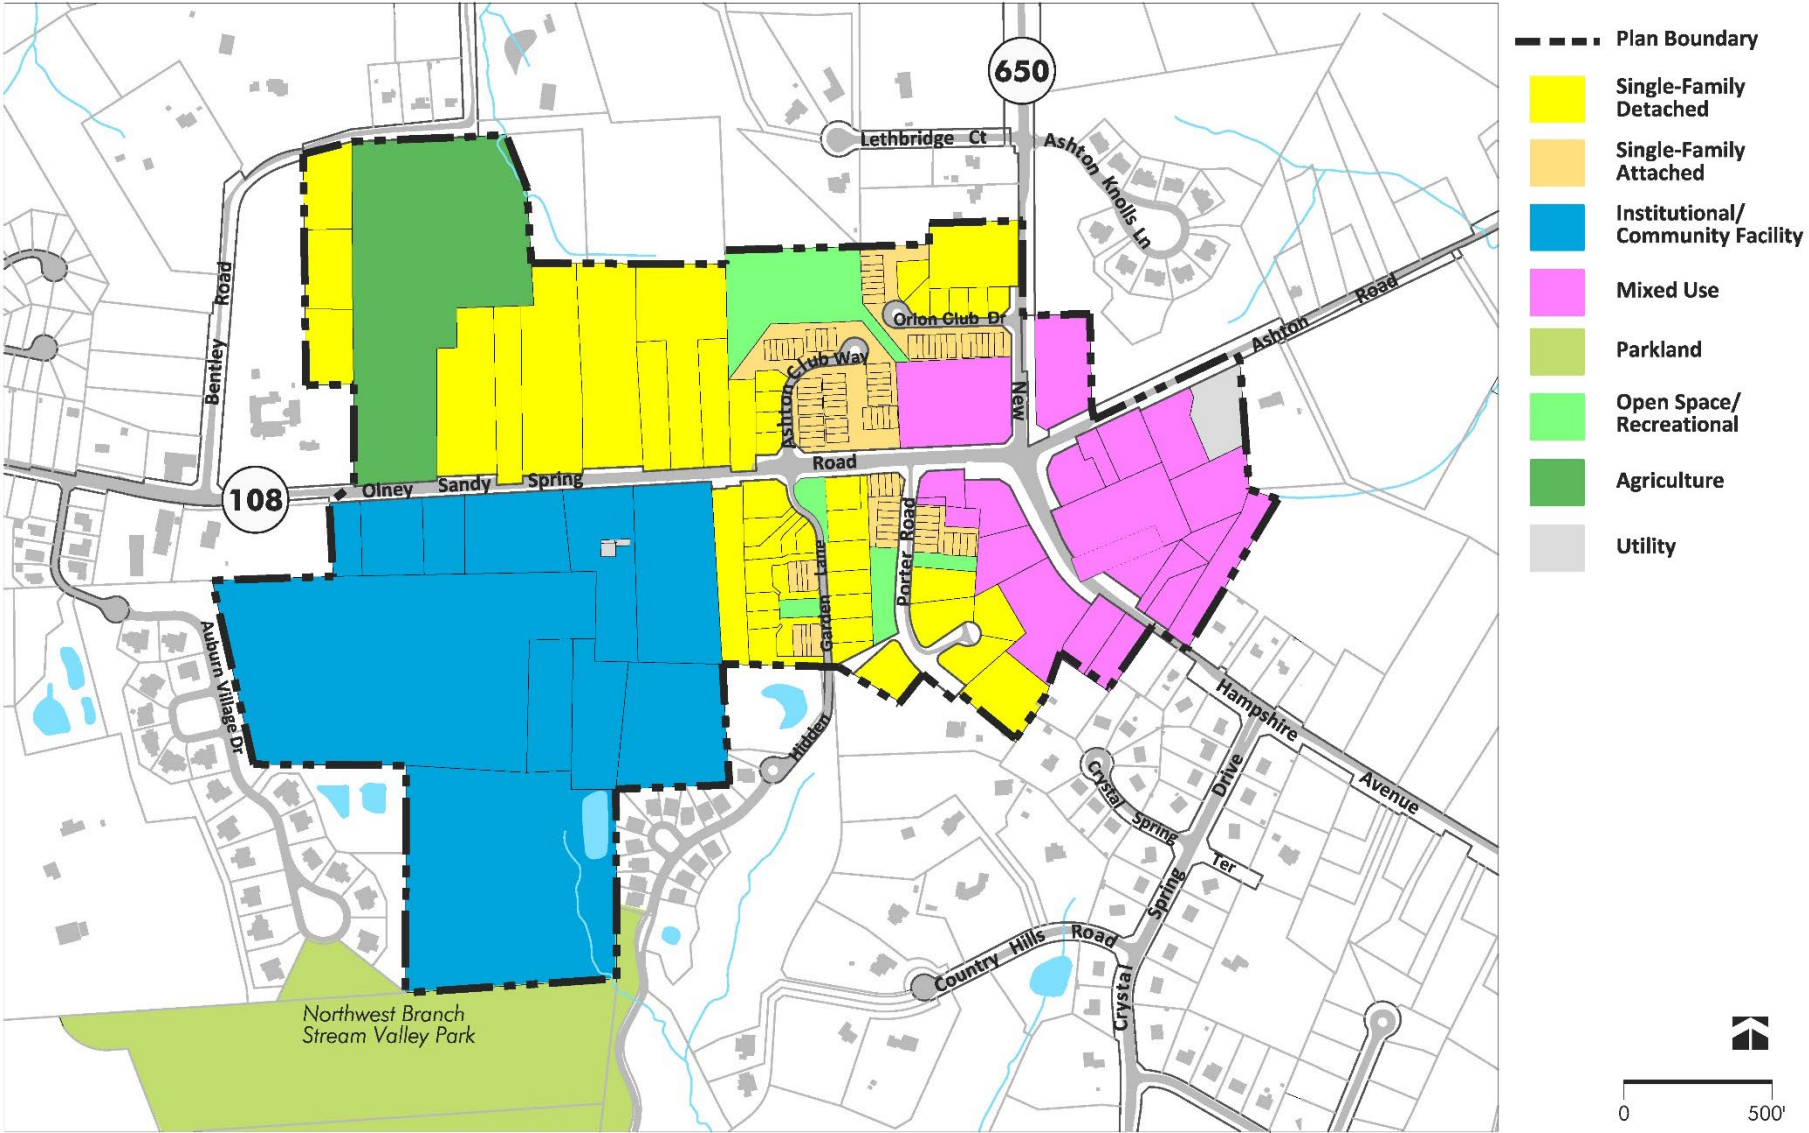 650
Lethbridge Ct
Ashton Knolls Ln
Bentley Road
Ashton Road
Orion Club Dr
Ashton Club Way
New
108
Olney Sandy Spring Road
Porter Road
Garden Lane
Hidden
Auburn Village Dr
Hampshire Avenue
Crystal Spring
Drive
Ter
Spring
Country Hills Road
Crystal
Northwest Branch
Stream Valley Park
Plan Boundary
Single-Family
Detached
Single-Family
Attached
Institutional/
Community Facility
Mixed Use
Parkland
Open Space/
Recreational
Agriculture
Utility
0 500'